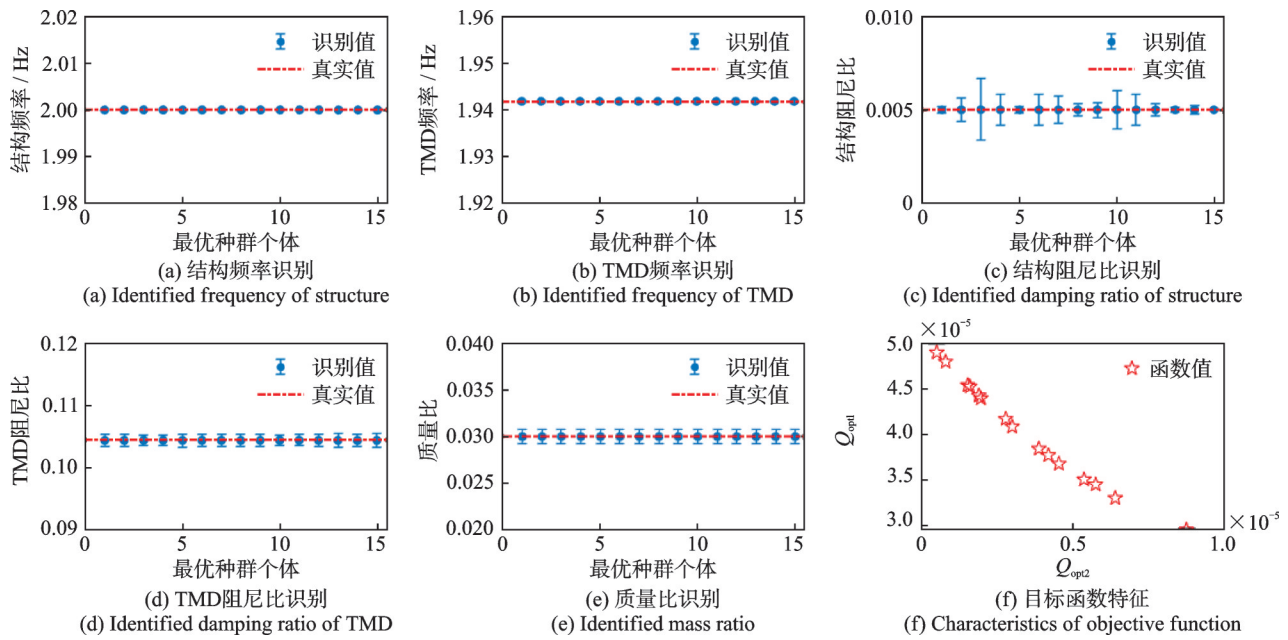 2.02
2.01
2.00
1.99
1.98
结构频率 / Hz
识别值
真实值
0 5 10 15
最优种群个体
(a) 结构频率识别
(a) Identified frequency of structure
1.96
1.95
1.94
1.93
1.92
TMD频率 / Hz
识别值
真实值
0 5 10 15
最优种群个体
(b) TMD频率识别
(b) Identified frequency of TMD
0.010
0.005
0
结构阻尼比
识别值
真实值
0 5 10 15
最优种群个体
(c) 结构阻尼比识别
(c) Identified damping ratio of structure
0.12
0.11
0.10
0.09
TMD阻尼比
识别值
真实值
0 5 10 15
最优种群个体
(d) TMD阻尼比识别
(d) Identified damping ratio of TMD
0.040
0.035
0.030
0.025
0.020
质量比
识别值
真实值
0 5 10 15
最优种群个体
(e) 质量比识别
(e) Identified mass ratio
×10⁻⁵
5.0
4.5
4.0
3.5
3.0
Qopt1
函数值
0 0.5 1.0
×10⁻⁵
Qopt2
(f) 目标函数特征
(f) Characteristics of objective function